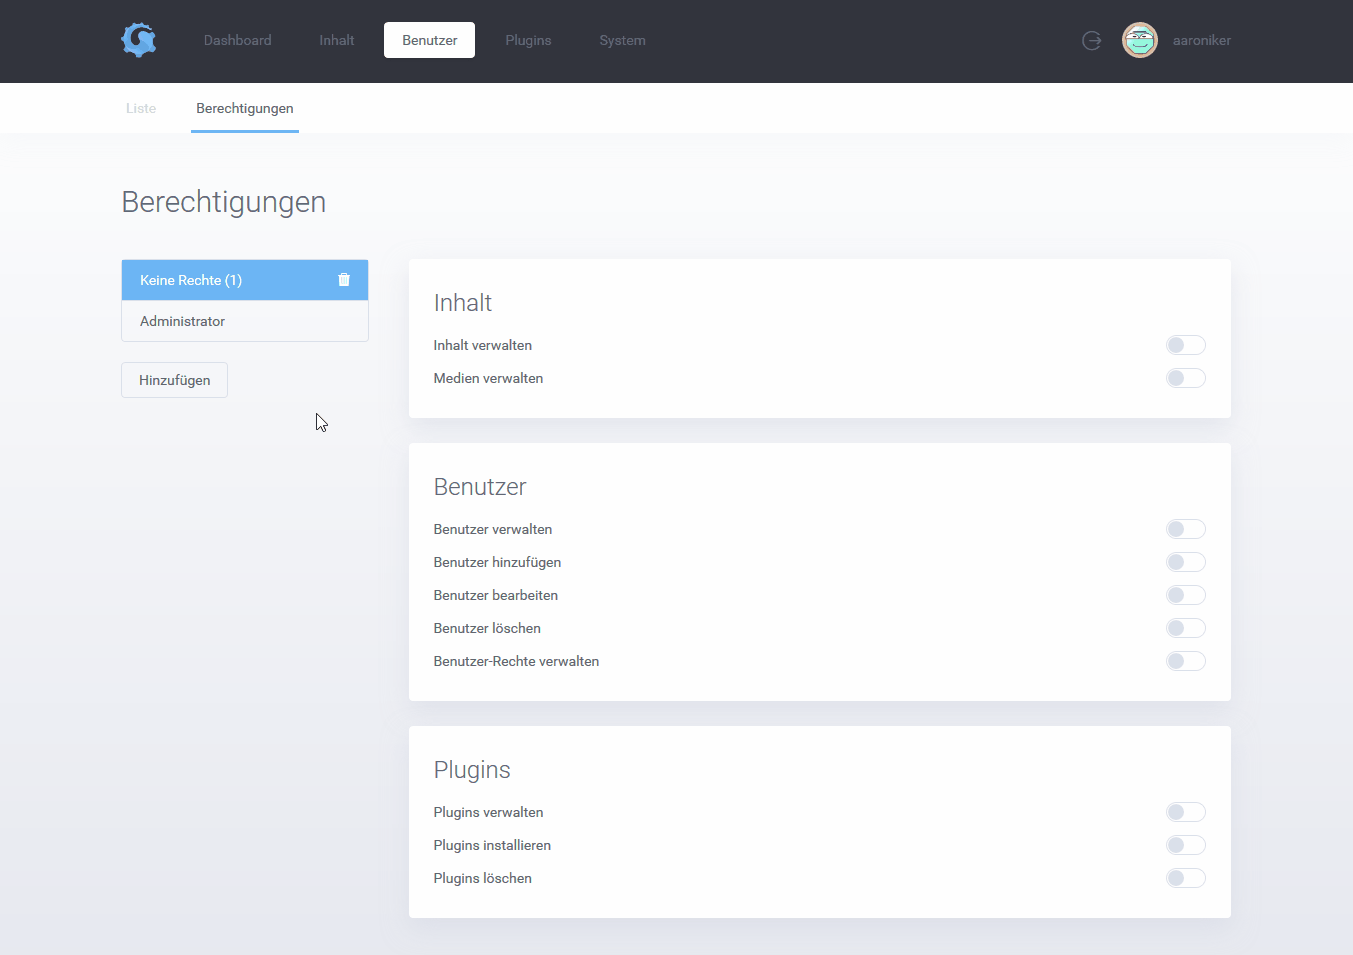 Dashboard
Inhalt
Benutzer
Plugins
System
aaroniker
Liste
Berechtigungen
Berechtigungen
Keine Rechte (1)
Administrator
Hinzufügen
Inhalt
Inhalt verwalten
Medien verwalten
Benutzer
Benutzer verwalten
Benutzer hinzufügen
Benutzer bearbeiten
Benutzer löschen
Benutzer-Rechte verwalten
Plugins
Plugins verwalten
Plugins installieren
Plugins löschen